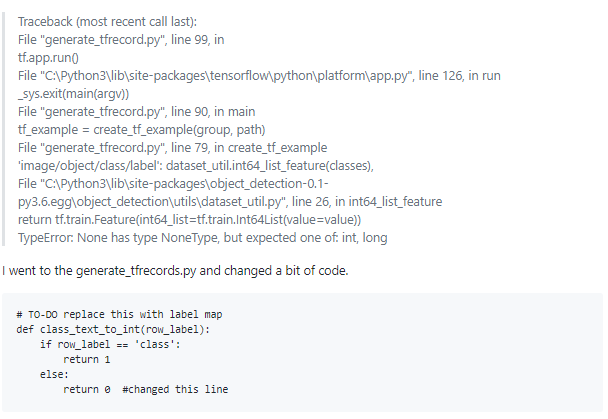 Traceback (most recent call last):
File "generate_tfrecord.py", line 99, in
tf.app.run()
File "C:\Python3\lib\site-packages\tensorflow\python\platform\app.py", line 126, in run
_sys.exit(main(argv))
File "generate_tfrecord.py", line 90, in main
tf_example = create_tf_example(group, path)
File "generate_tfrecord.py", line 79, in create_tf_example
'image/object/class/label': dataset_util.int64_list_feature(classes),
File "C:\Python3\lib\site-packages\object_detection-0.1-
py3.6.egg\object_detection\utils\dataset_util.py", line 26, in int64_list_feature
return tf.train.Feature(int64_list=tf.train.Int64List(value=value))
TypeError: None has type NoneType, but expected one of: int, long
I went to the generate_tfrecords.py and changed a bit of code.
# TO-DO replace this with label map
def class_text_to_int(row_label):
    if row_label == 'class':
        return 1
    else:
        return 0  #changed this line